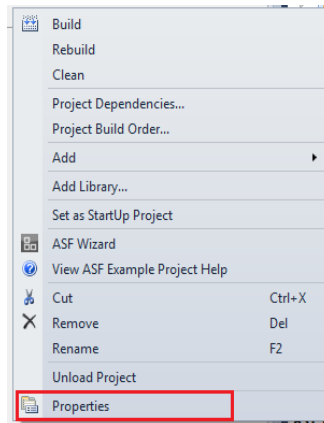 Build
Rebuild
Clean
Project Dependencies...
Project Build Order...
Add
Add Library...
Set as StartUp Project
ASF Wizard
View ASF Example Project Help
Cut Ctrl+X
Remove Del
Rename F2
Unload Project
Properties